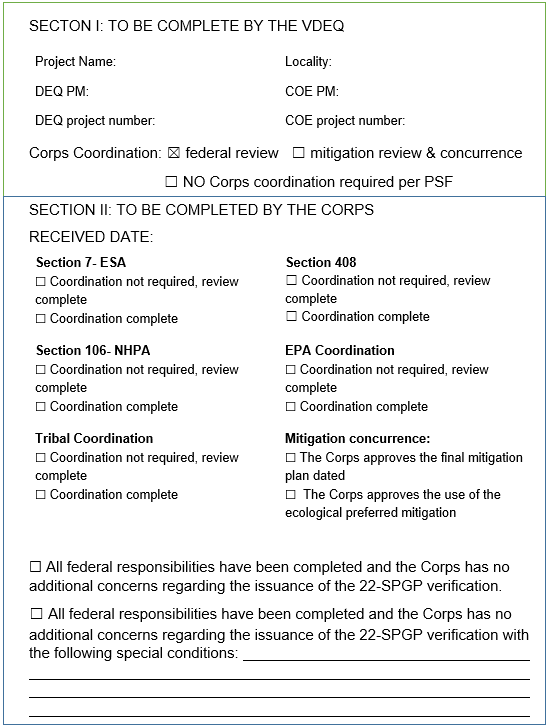 SECTON I: TO BE COMPLETE BY THE VDEQ
Project Name: Locality:
DEQ PM: COE PM:
DEQ project number: COE project number:
Corps Coordination: ☒ federal review ☐ mitigation review & concurrence
☐ NO Corps coordination required per PSF
SECTION II: TO BE COMPLETED BY THE CORPS
RECEIVED DATE:
Section 7- ESA
☐ Coordination not required, review
complete
☐ Coordination complete
Section 408
☐ Coordination not required, review
complete
☐ Coordination complete
Section 106- NHPA
☐ Coordination not required, review
complete
☐ Coordination complete
EPA Coordination
☐ Coordination not required, review
complete
☐ Coordination complete
Tribal Coordination
☐ Coordination not required, review
complete
☐ Coordination complete
Mitigation concurrence:
☐ The Corps approves the final mitigation
plan dated
☐ The Corps approves the use of the
ecological preferred mitigation
☐ All federal responsibilities have been completed and the Corps has no
additional concerns regarding the issuance of the 22-SPGP verification.
☐ All federal responsibilities have been completed and the Corps has no
additional concerns regarding the issuance of the 22-SPGP verification with
the following special conditions: